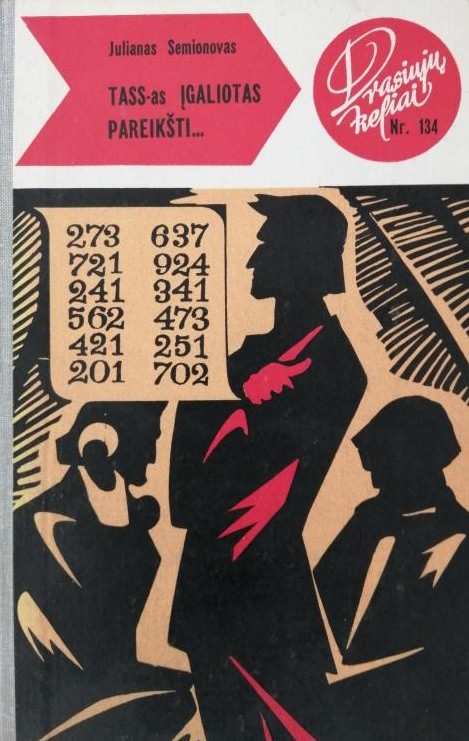 Julianas Semionovas
TASS-as ĮGALIOTAS
PAREIKŠTI...
Drąsiųjų
keliai
Nr. 134
273 637
721 924
241 341
562 473
421 251
201 702